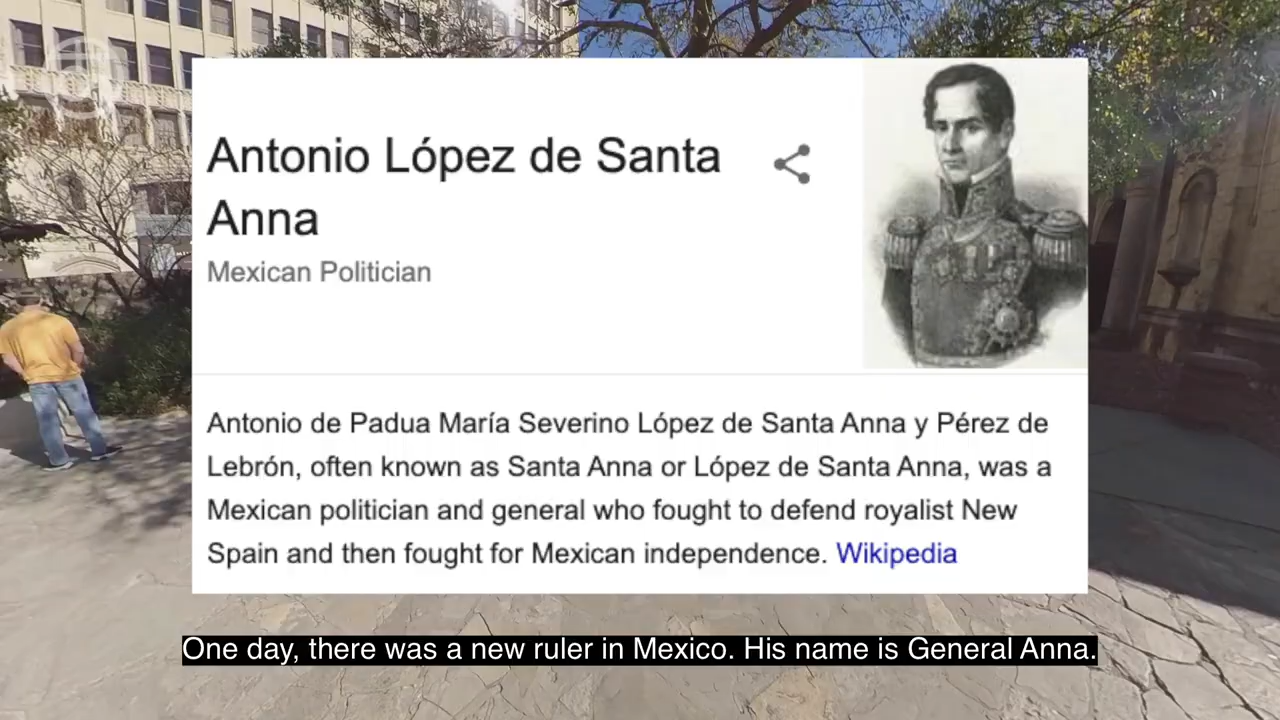 Antonio López de Santa
Anna
Mexican Politician
Antonio de Padua María Severino López de Santa Anna y Pérez de
Lebrón, often known as Santa Anna or López de Santa Anna, was a
Mexican politician and general who fought to defend royalist New
Spain and then fought for Mexican independence. Wikipedia
One day, there was a new ruler in Mexico. His name is General Anna.